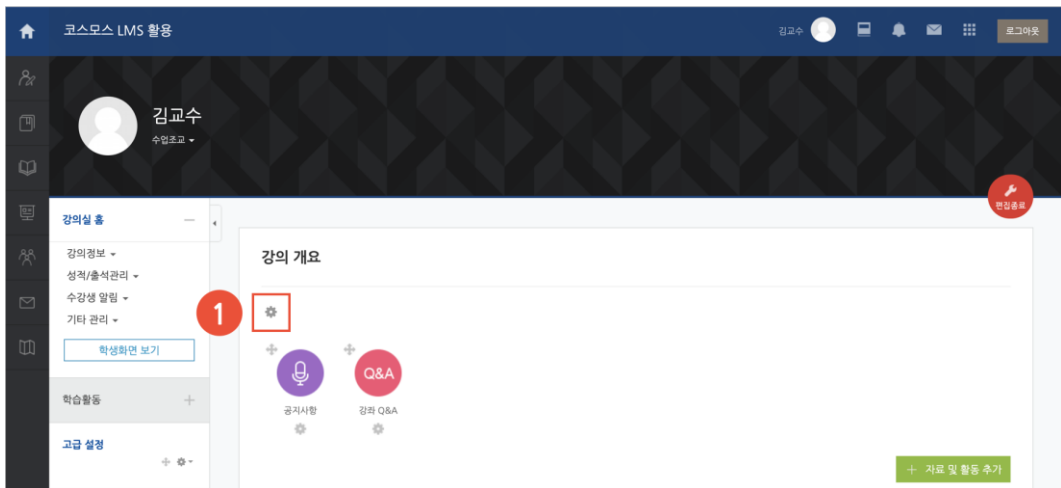 코스모스 LMS 활용
김교수
로그아웃
김교수
수업조교
편집종료
강의실 홈
강의정보
성적/출석관리
수강생 알림
기타 관리
학생화면 보기
학습활동
고급 설정
강의 개요
1
Q&A
공지사항
강좌 Q&A
+ 자료 및 활동 추가